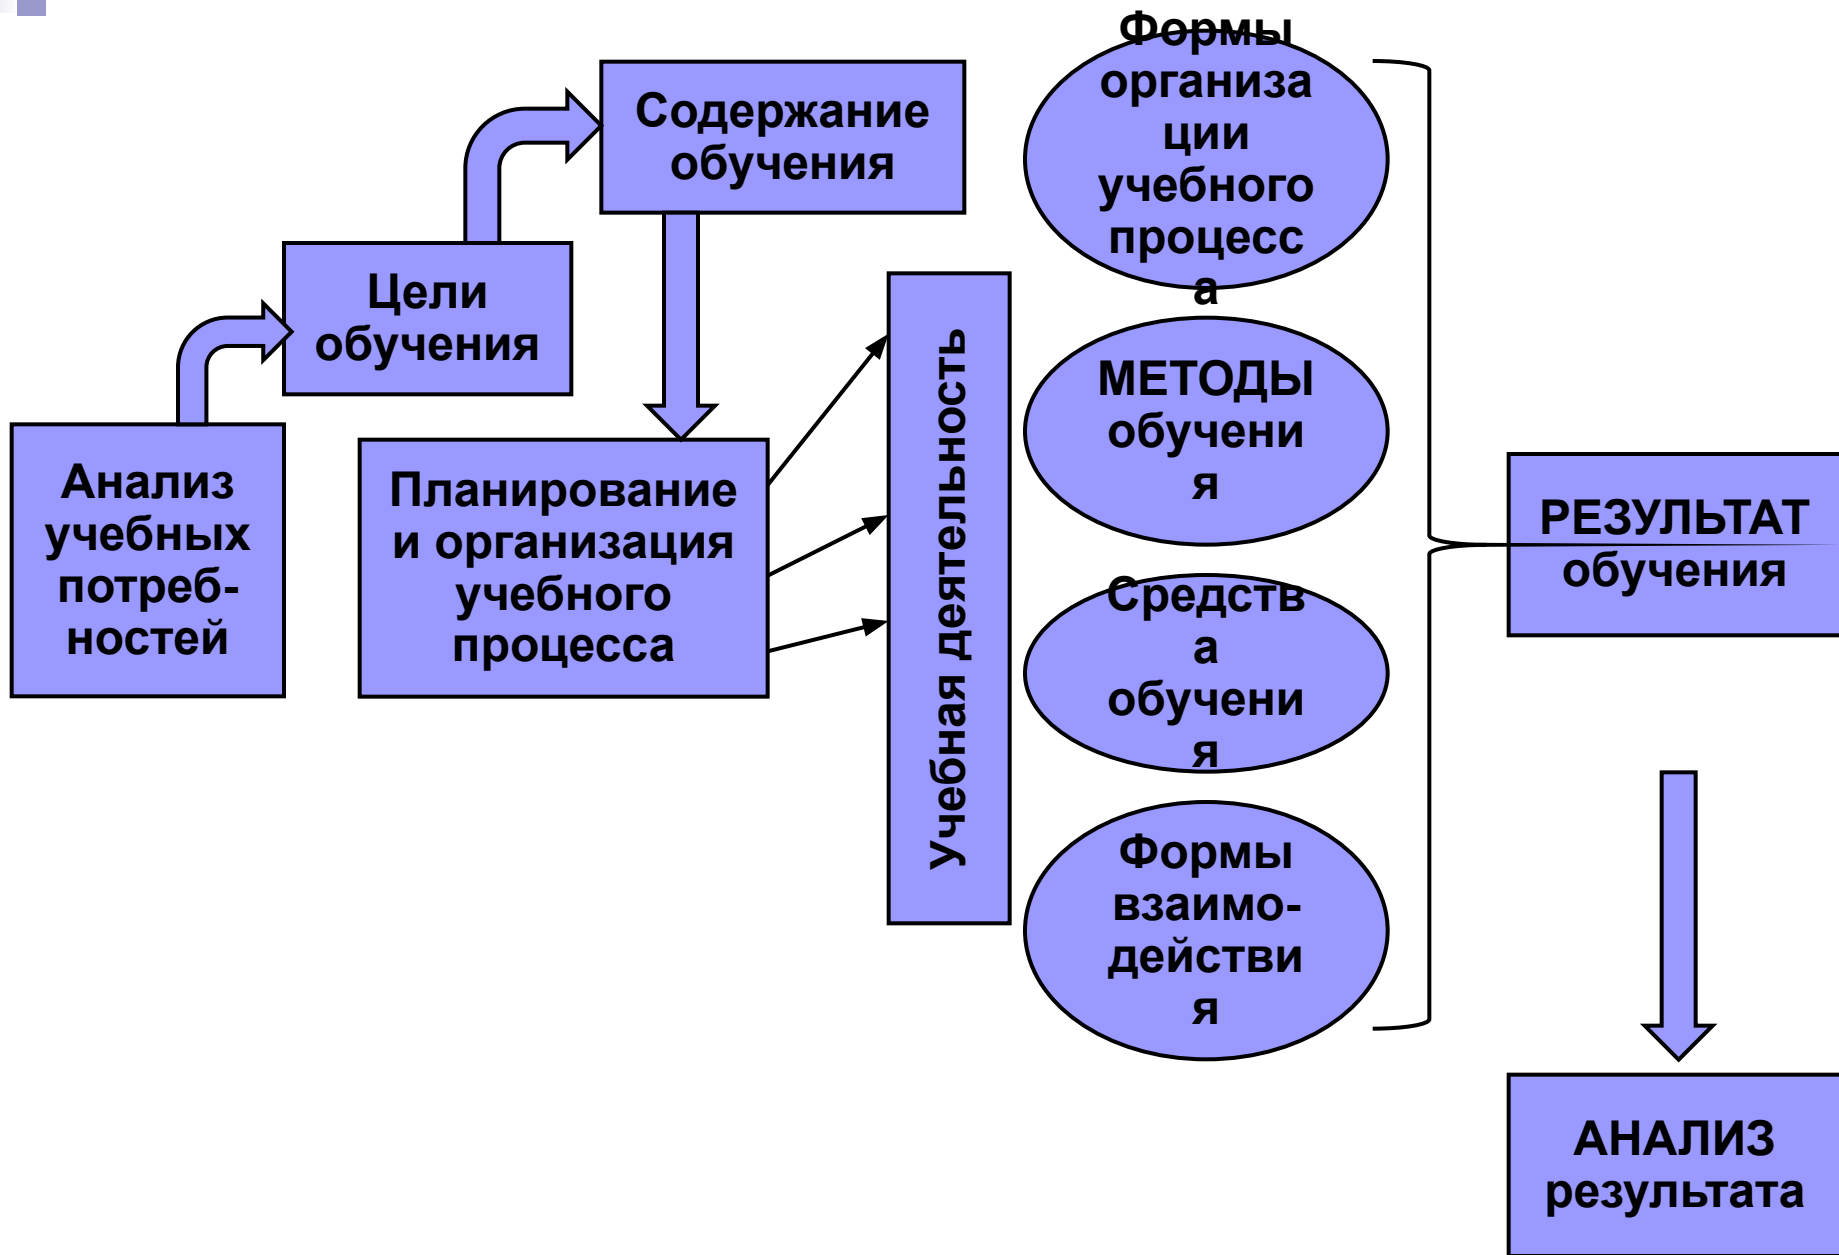 Анализ
учебных
потреб-
ностей
Цели
обучения
Содержание
обучения
Планирование
и организация
учебного
процесса
Учебная деятельность
Формы
организа
ции
учебного
процесс
а
МЕТОДЫ
обучени
я
Средств
а
обучени
я
Формы
взаимо-
действи
я
РЕЗУЛЬТАТ
обучения
АНАЛИЗ
результата